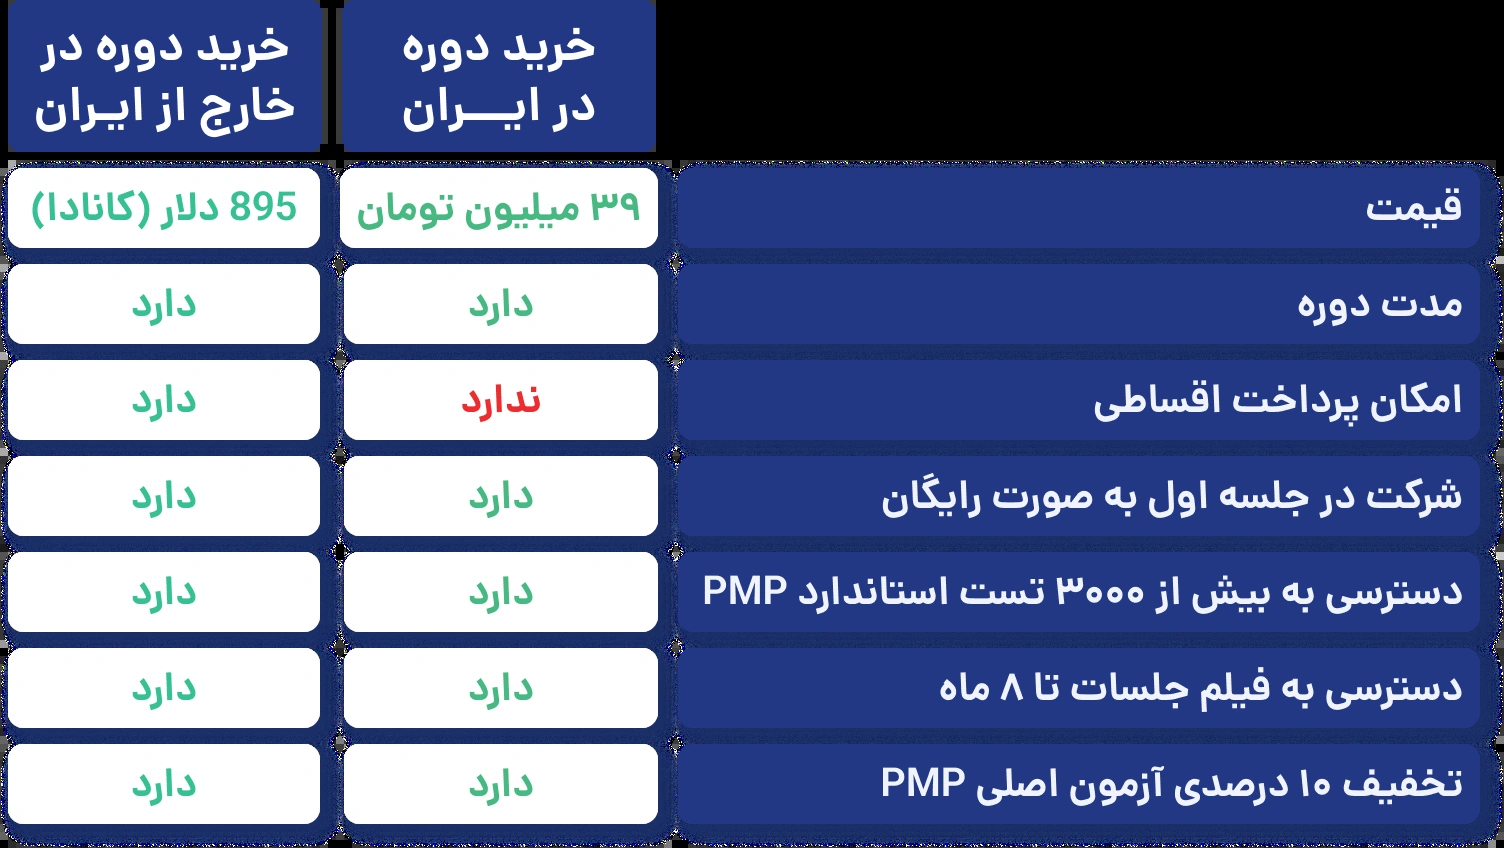 خرید دوره
در ایـــران
خرید دوره در
خارج از ایـران
قیمت
۳۹ میلیون تومان
895 دلار (کانادا)
مدت دوره
دارد
دارد
امکان پرداخت اقساطی
ندارد
دارد
شرکت در جلسه اول به صورت رایگان
دارد
دارد
دسترسی به بیش از ۳۰۰۰ تست استاندارد PMP
دارد
دارد
دسترسی به فیلم جلسات تا ۸ ماه
دارد
دارد
تخفیف ۱۰ درصدی آزمون اصلی PMP
دارد
دارد